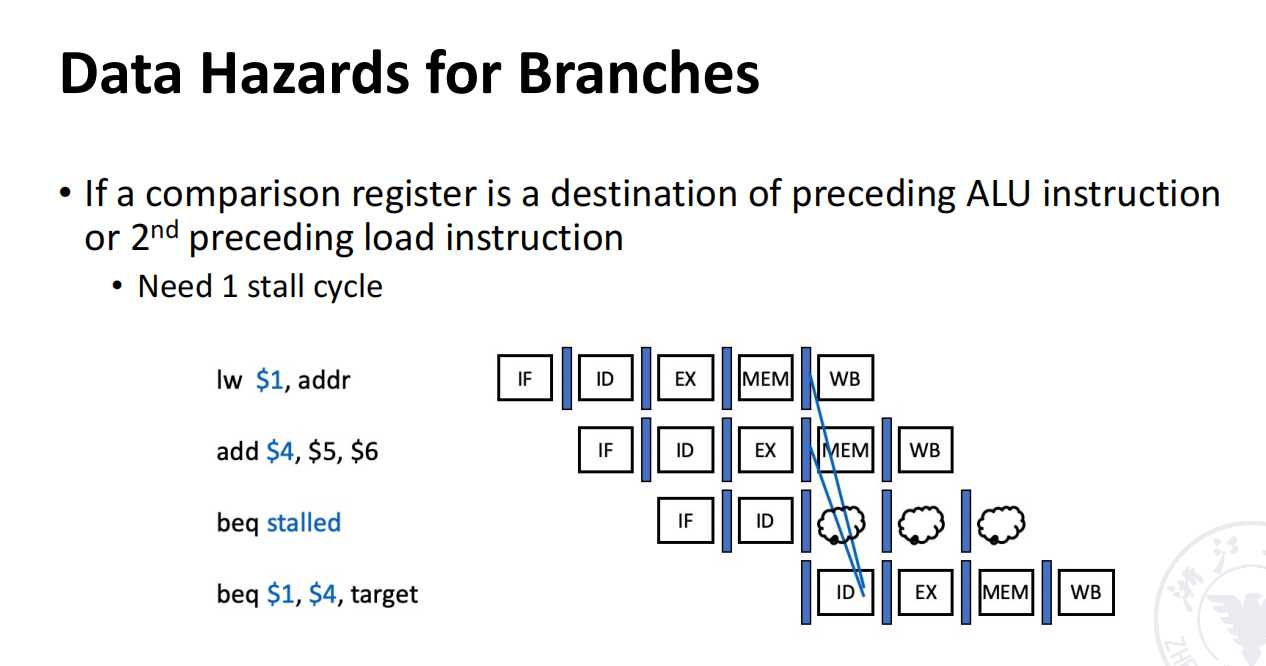 Data Hazards for Branches
• If a comparison register is a destination of preceding ALU instruction
or 2nd preceding load instruction
• Need 1 stall cycle
lw $1, addr IF ID EX MEM WB
add $4, $5, $6 IF ID EX MEM WB
beq stalled IF ID
beq $1, $4, target ID EX MEM WB